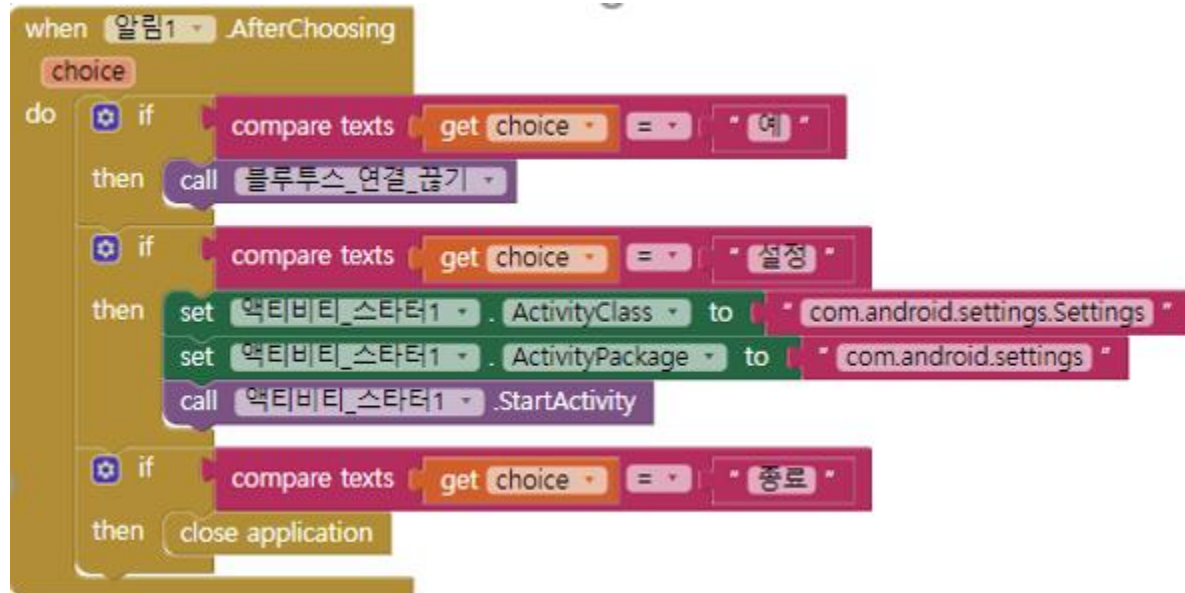 when 알림1 .AfterChoosing
choice
do if compare texts get choice = " 예 "
then call 블루투스_연결_끊기
if compare texts get choice = " 설정 "
then set 액티비티_스타터1 . ActivityClass to " com.android.settings.Settings "
set 액티비티_스타터1 . ActivityPackage to " com.android.settings "
call 액티비티_스타터1 .StartActivity
if compare texts get choice = " 종료 "
then close application